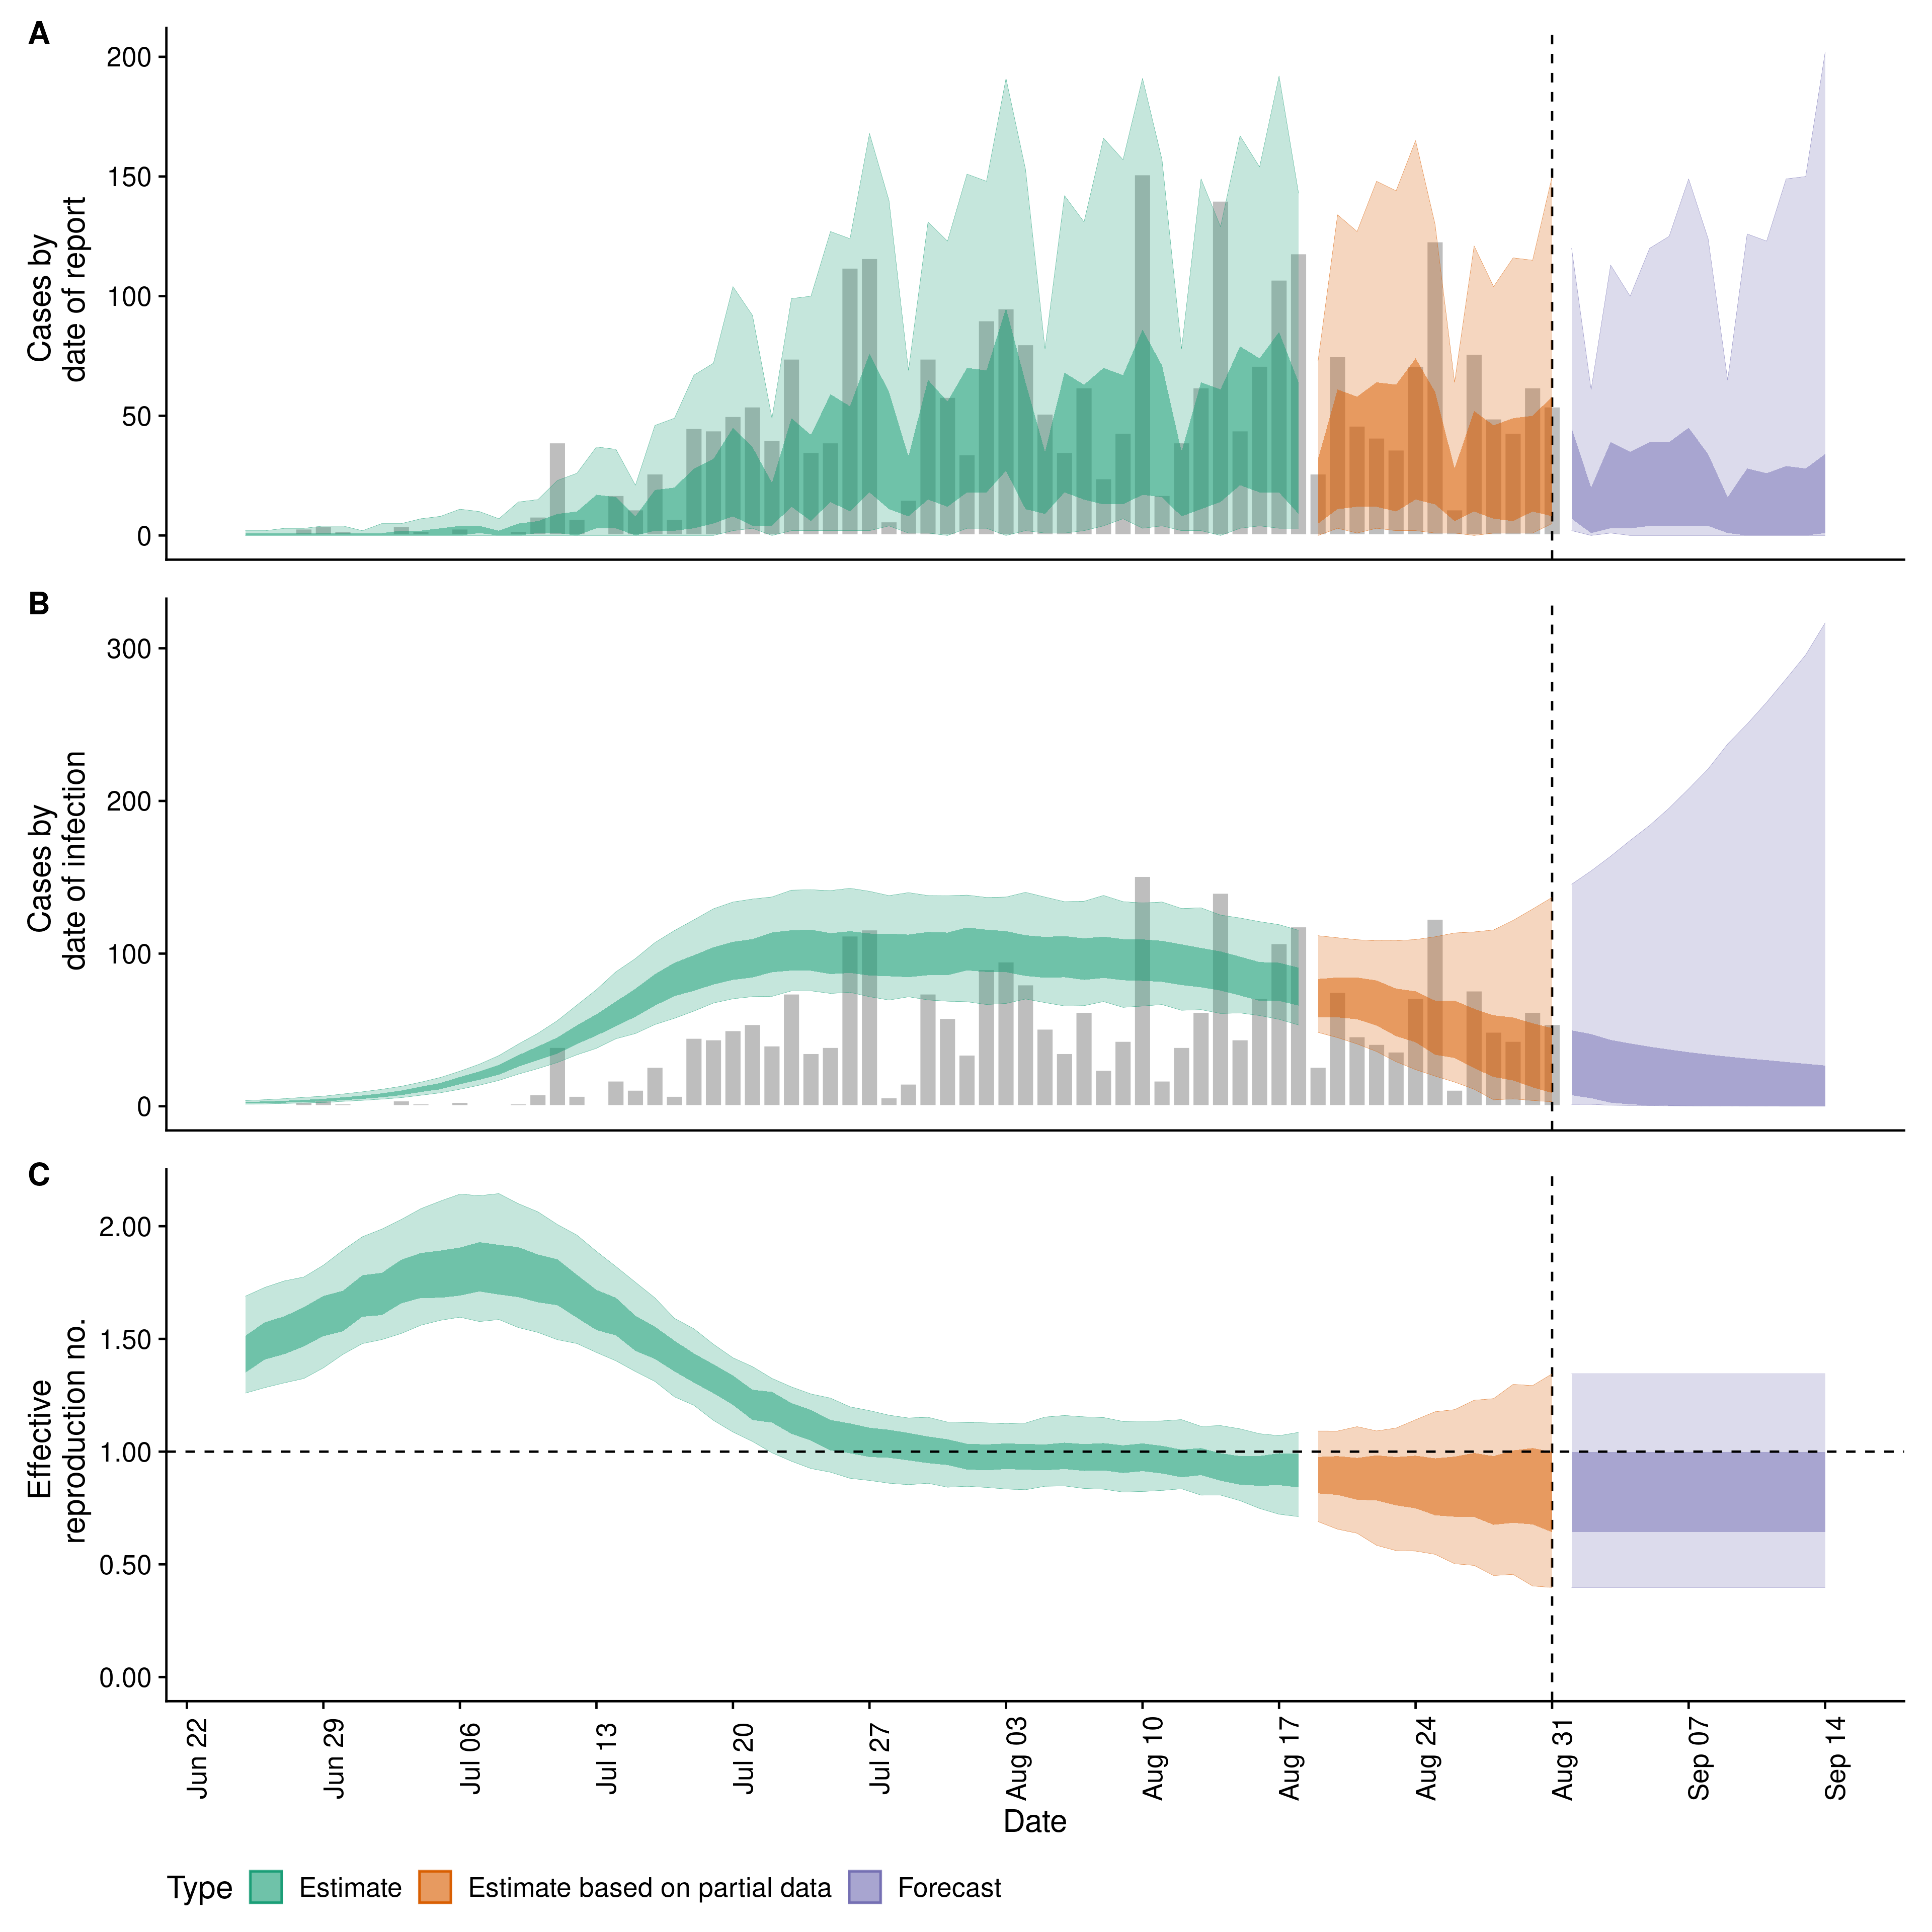 A
200
150
100
50
0
Cases by
date of report
B
300
200
100
0
Cases by
date of infection
C
2.00
1.50
1.00
0.50
0.00
Effective
reproduction no.
Jun 22
Jun 29
Jul 06
Jul 13
Jul 20
Jul 27
Aug 03
Aug 10
Aug 17
Aug 24
Aug 31
Sep 07
Sep 14
Date
Type Estimate Estimate based on partial data Forecast